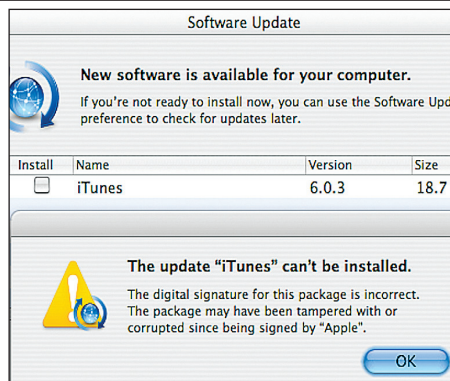 Software Update
New software is available for your computer.
If you're not ready to install now, you can use the Software Upd
preference to check for updates later.
Install Name Version Size
iTunes 6.0.3 18.7
The update “iTunes” can't be installed.
The digital signature for this package is incorrect.
The package may have been tampered with or
corrupted since being signed by “Apple”.
OK